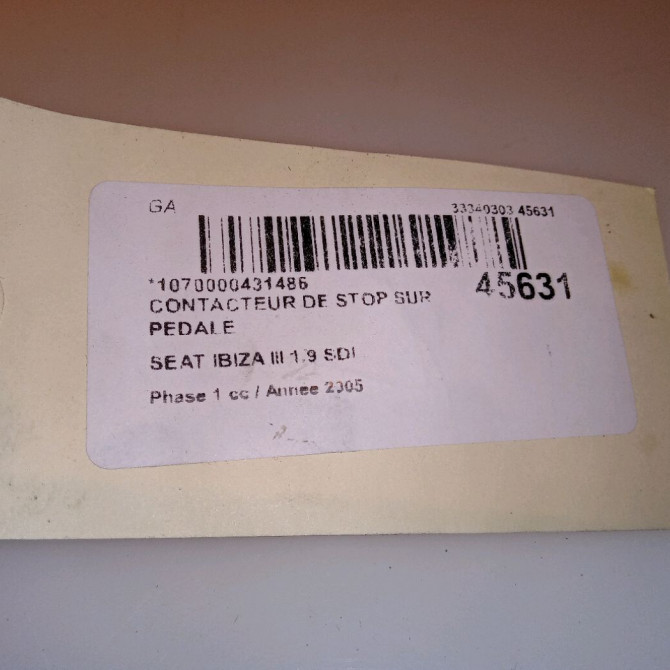 GA
33340303 45631
*1070000431486
45631
CONTACTEUR DE STOP SUR
PEDALE
SEAT IBIZA III 1.9 SDI
Phase 1 cc / Annee 2005